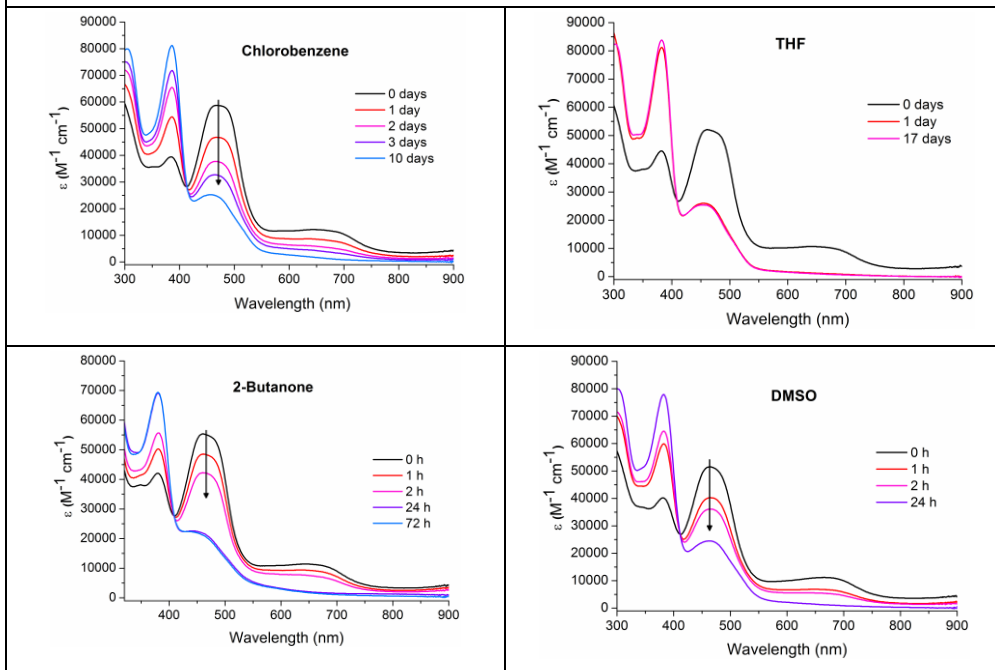 Chlorobenzene
90000
80000
70000
60000
50000
40000
30000
20000
10000
0
ε (M⁻¹ cm⁻¹)
0 days
1 day
2 days
3 days
10 days
300 400 500 600 700 800 900
Wavelength (nm)
THF
90000
80000
70000
60000
50000
40000
30000
20000
10000
0
ε (M⁻¹ cm⁻¹)
0 days
1 day
17 days
300 400 500 600 700 800 900
Wavelength (nm)
2-Butanone
80000
70000
60000
50000
40000
30000
20000
10000
0
ε (M⁻¹ cm⁻¹)
0 h
1 h
2 h
24 h
72 h
400 500 600 700 800 900
Wavelength (nm)
DMSO
90000
80000
70000
60000
50000
40000
30000
20000
10000
0
ε (M⁻¹ cm⁻¹)
0 h
1 h
2 h
24 h
300 400 500 600 700 800 900
Wavelength (nm)